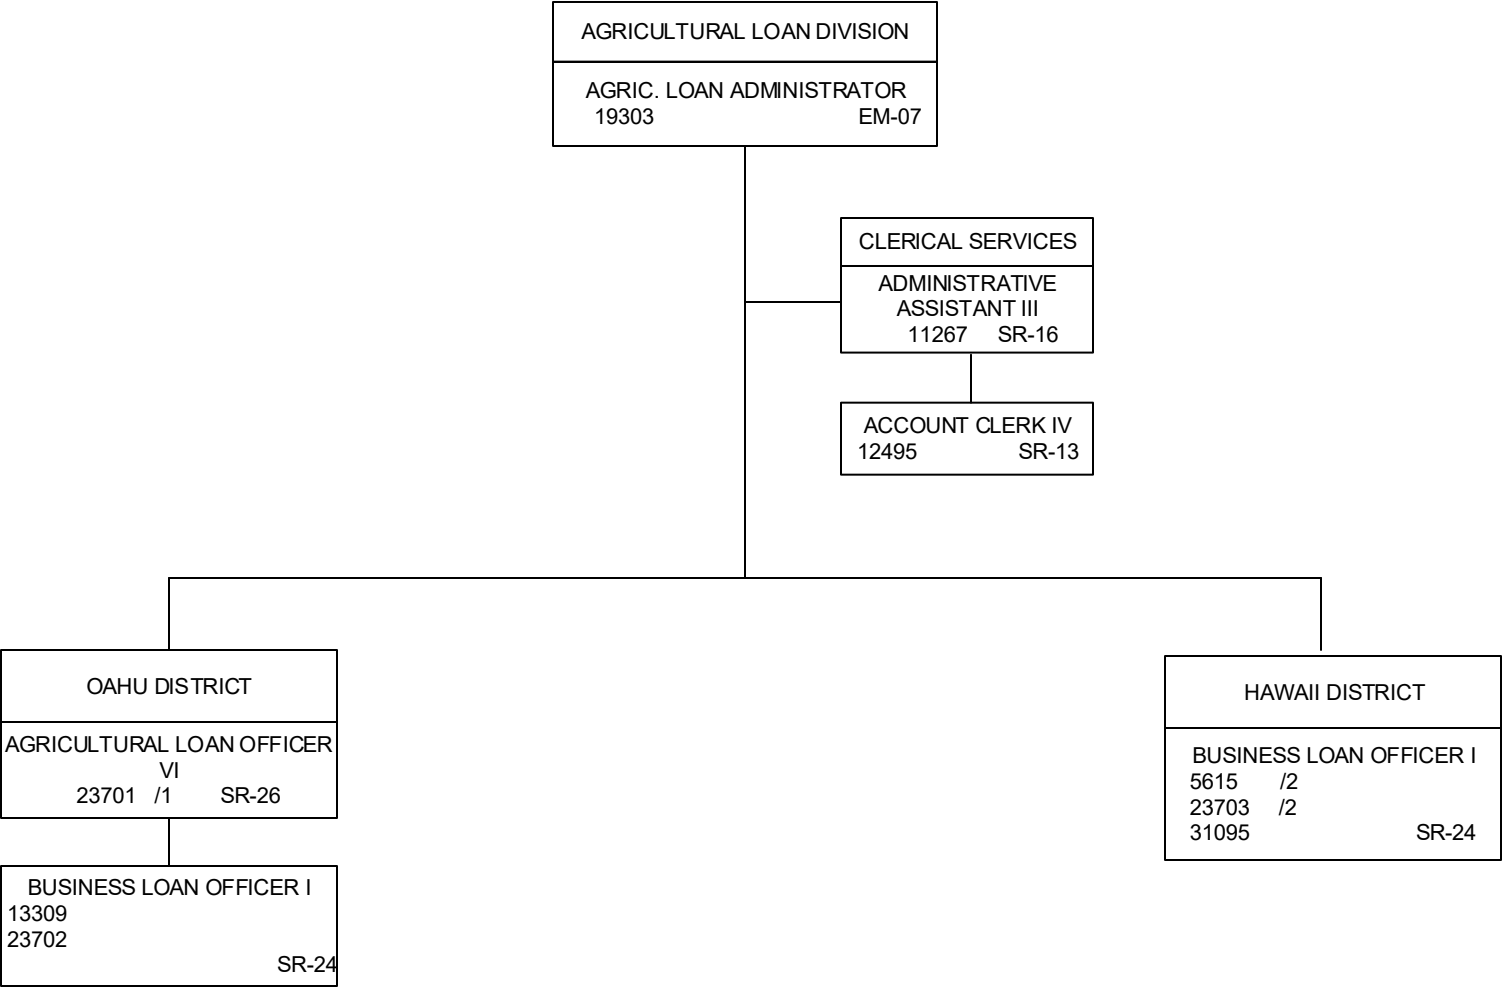 AGRICULTURAL LOAN DIVISION
AGRIC. LOAN ADMINISTRATOR
19303 EM-07
CLERICAL SERVICES
ADMINISTRATIVE
ASSISTANT III
11267 SR-16
ACCOUNT CLERK IV
12495 SR-13
OAHU DISTRICT
AGRICULTURAL LOAN OFFICER
VI
23701 /1 SR-26
BUSINESS LOAN OFFICER I
13309
23702
SR-24
HAWAII DISTRICT
BUSINESS LOAN OFFICER I
5615 /2
23703 /2
31095 SR-24